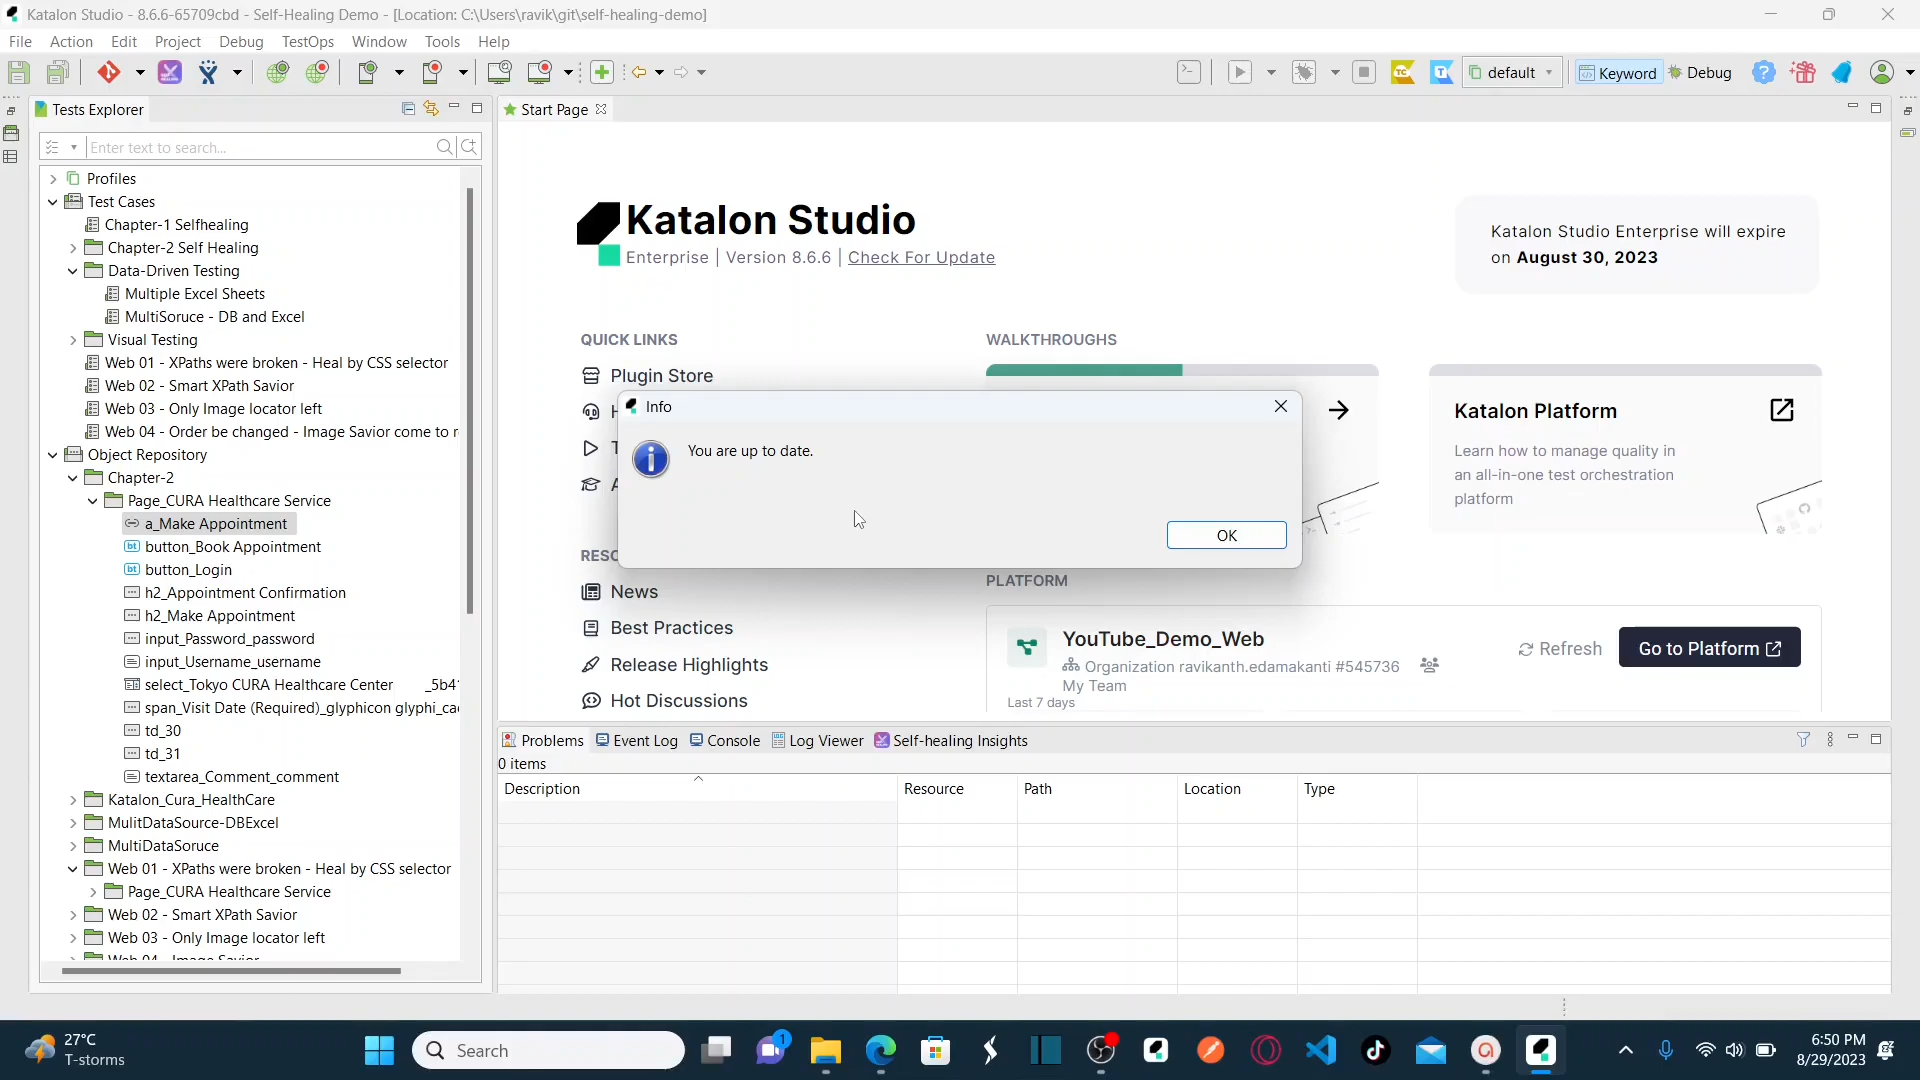 Katalon Studio - 8.6.6-65709cbd - Self-Healing Demo - [Location: C:\Users\ravik\git\self-healing-demo]
File Action Edit Project Debug TestOps Window Tools Help
default
Keyword
Debug
Tests Explorer
Enter text to search...
Profiles
Test Cases
Chapter-1 Selfhealing
Chapter-2 Self Healing
Data-Driven Testing
Multiple Excel Sheets
MultiSoruce - DB and Excel
Visual Testing
Web 01 - XPaths were broken - Heal by CSS selector
Web 02 - Smart XPath Savior
Web 03 - Only Image locator left
Web 04 - Order be changed - Image Savior come to r
Object Repository
Chapter-2
Page_CURA Healthcare Service
a_Make Appointment
button_Book Appointment
button_Login
h2_Appointment Confirmation
h2_Make Appointment
input_Password_password
input_Username_username
select_Tokyo CURA Healthcare Center _5b4
span_Visit Date (Required)_glyphicon glyphi_ca
td_30
td_31
textarea_Comment_comment
Katalon_Cura_HealthCare
MulitDataSource-DBExcel
MultiDataSoruce
Web 01 - XPaths were broken - Heal by CSS selector
Page_CURA Healthcare Service
Web 02 - Smart XPath Savior
Web 03 - Only Image locator left
Start Page
Katalon Studio
Enterprise | Version 8.6.6 | Check For Update
Katalon Studio Enterprise will expire
on August 30, 2023
QUICK LINKS
Plugin Store
RESO
News
Best Practices
Release Highlights
Hot Discussions
WALKTHROUGHS
Katalon Platform
Learn how to manage quality in
an all-in-one test orchestration
platform
Info
You are up to date.
OK
PLATFORM
YouTube_Demo_Web
Organization ravikanth.edamakanti #545736
My Team
Last 7 days
Refresh
Go to Platform
Problems
Event Log
Console
Log Viewer
Self-healing Insights
0 items
Description
Resource
Path
Location
Type
27°C
T-storms
Search
1
6:50 PM
8/29/2023